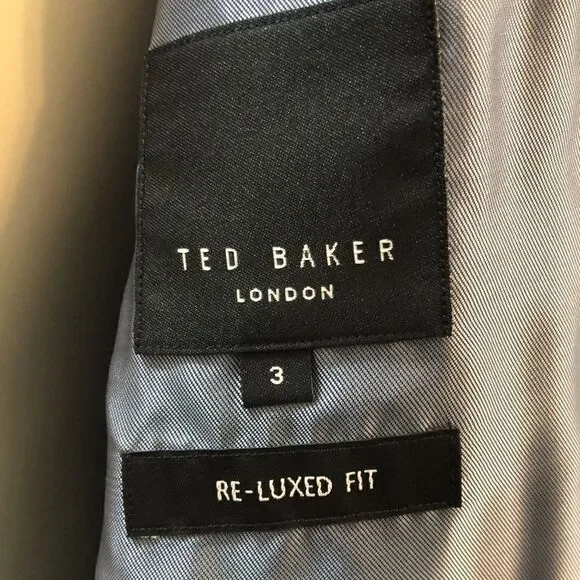 TED BAKER
LONDON
3
RE-LUXED FIT